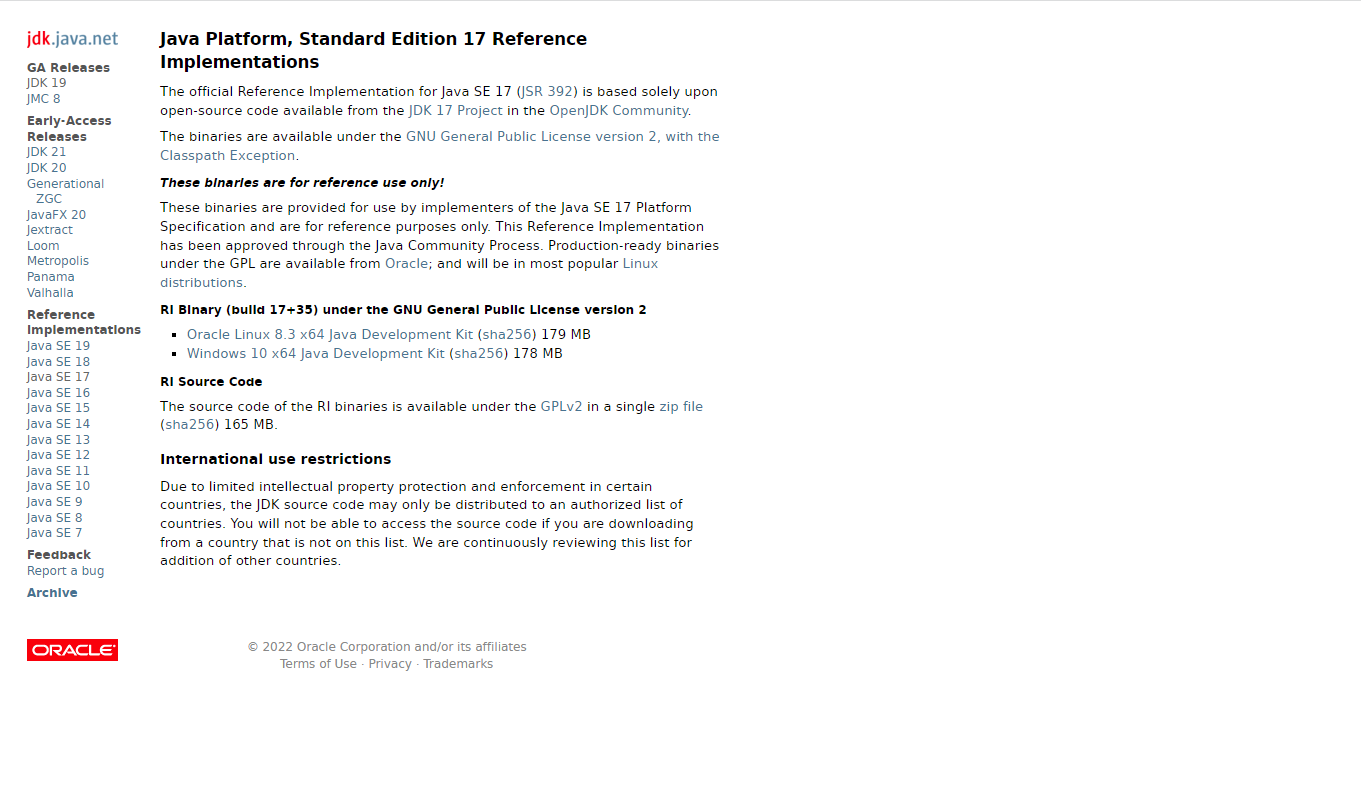 jdk.java.net
GA Releases
JDK 19
JMC 8
Early-Access
Releases
JDK 21
JDK 20
Generational
ZGC
JavaFX 20
Jextract
Loom
Metropolis
Panama
Valhalla
Reference
Implementations
Java SE 19
Java SE 18
Java SE 17
Java SE 16
Java SE 15
Java SE 14
Java SE 13
Java SE 12
Java SE 11
Java SE 10
Java SE 9
Java SE 8
Java SE 7
Feedback
Report a bug
Archive
Java Platform, Standard Edition 17 Reference
Implementations
The official Reference Implementation for Java SE 17 (JSR 392) is based solely upon
open-source code available from the JDK 17 Project in the OpenJDK Community.
The binaries are available under the GNU General Public License version 2, with the
Classpath Exception.
These binaries are for reference use only!
These binaries are provided for use by implementers of the Java SE 17 Platform
Specification and are for reference purposes only. This Reference Implementation
has been approved through the Java Community Process. Production-ready binaries
under the GPL are available from Oracle; and will be in most popular Linux
distributions.
RI Binary (build 17+35) under the GNU General Public License version 2
▪ Oracle Linux 8.3 x64 Java Development Kit (sha256) 179 MB
▪ Windows 10 x64 Java Development Kit (sha256) 178 MB
RI Source Code
The source code of the RI binaries is available under the GPLv2 in a single zip file
(sha256) 165 MB.
International use restrictions
Due to limited intellectual property protection and enforcement in certain
countries, the JDK source code may only be distributed to an authorized list of
countries. You will not be able to access the source code if you are downloading
from a country that is not on this list. We are continuously reviewing this list for
addition of other countries.
ORACLE
© 2022 Oracle Corporation and/or its affiliates
Terms of Use · Privacy · Trademarks